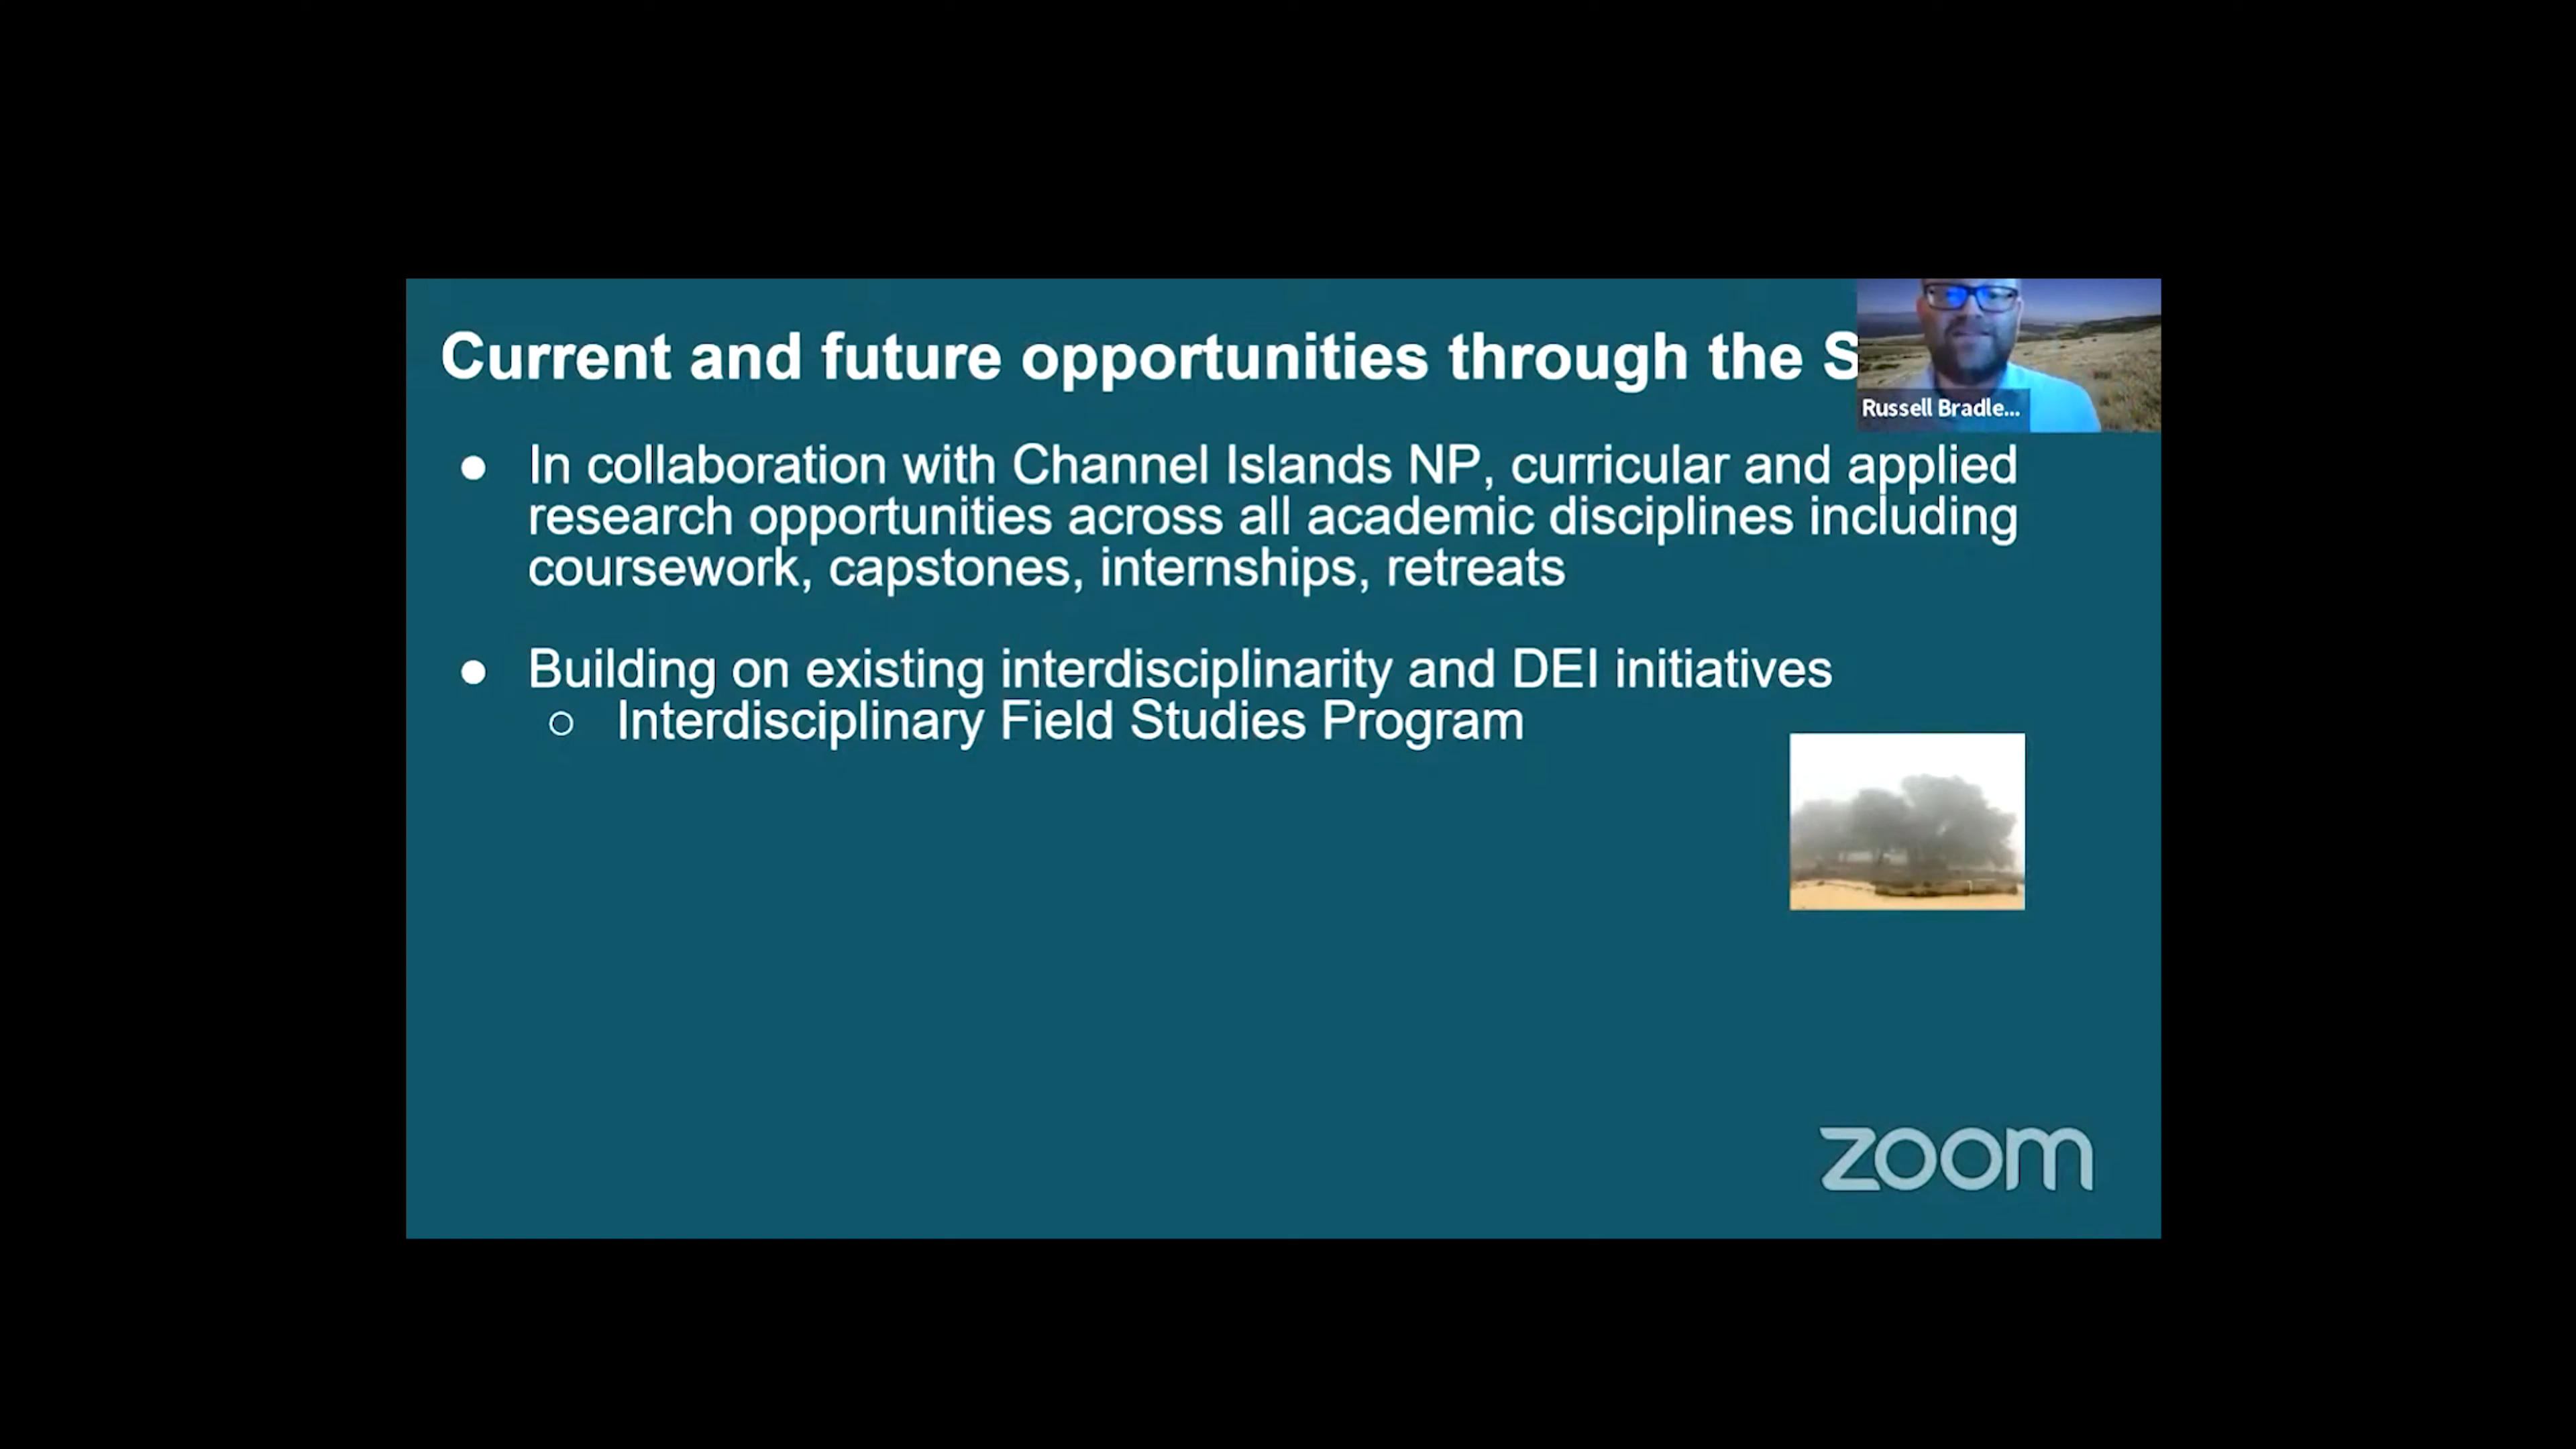 Current and future opportunities through the S
Russell Bradle...
● In collaboration with Channel Islands NP, curricular and applied
research opportunities across all academic disciplines including
coursework, capstones, internships, retreats
● Building on existing interdisciplinarity and DEI initiatives
○ Interdisciplinary Field Studies Program
zoom